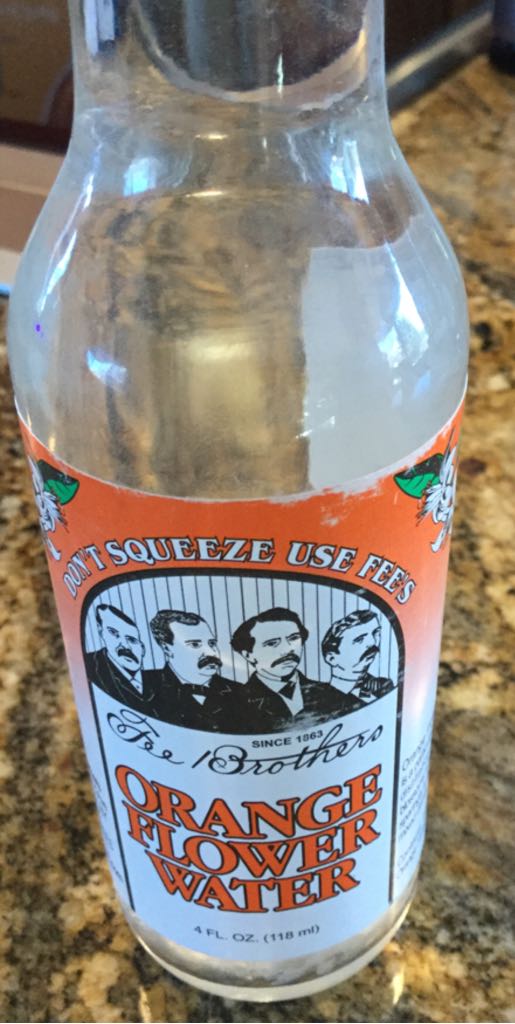 DON'T SQUEEZE USE FEE'S
SINCE 1863
Fee Brothers
ORANGE
FLOWER
WATER
4 FL. OZ. (118 ml)